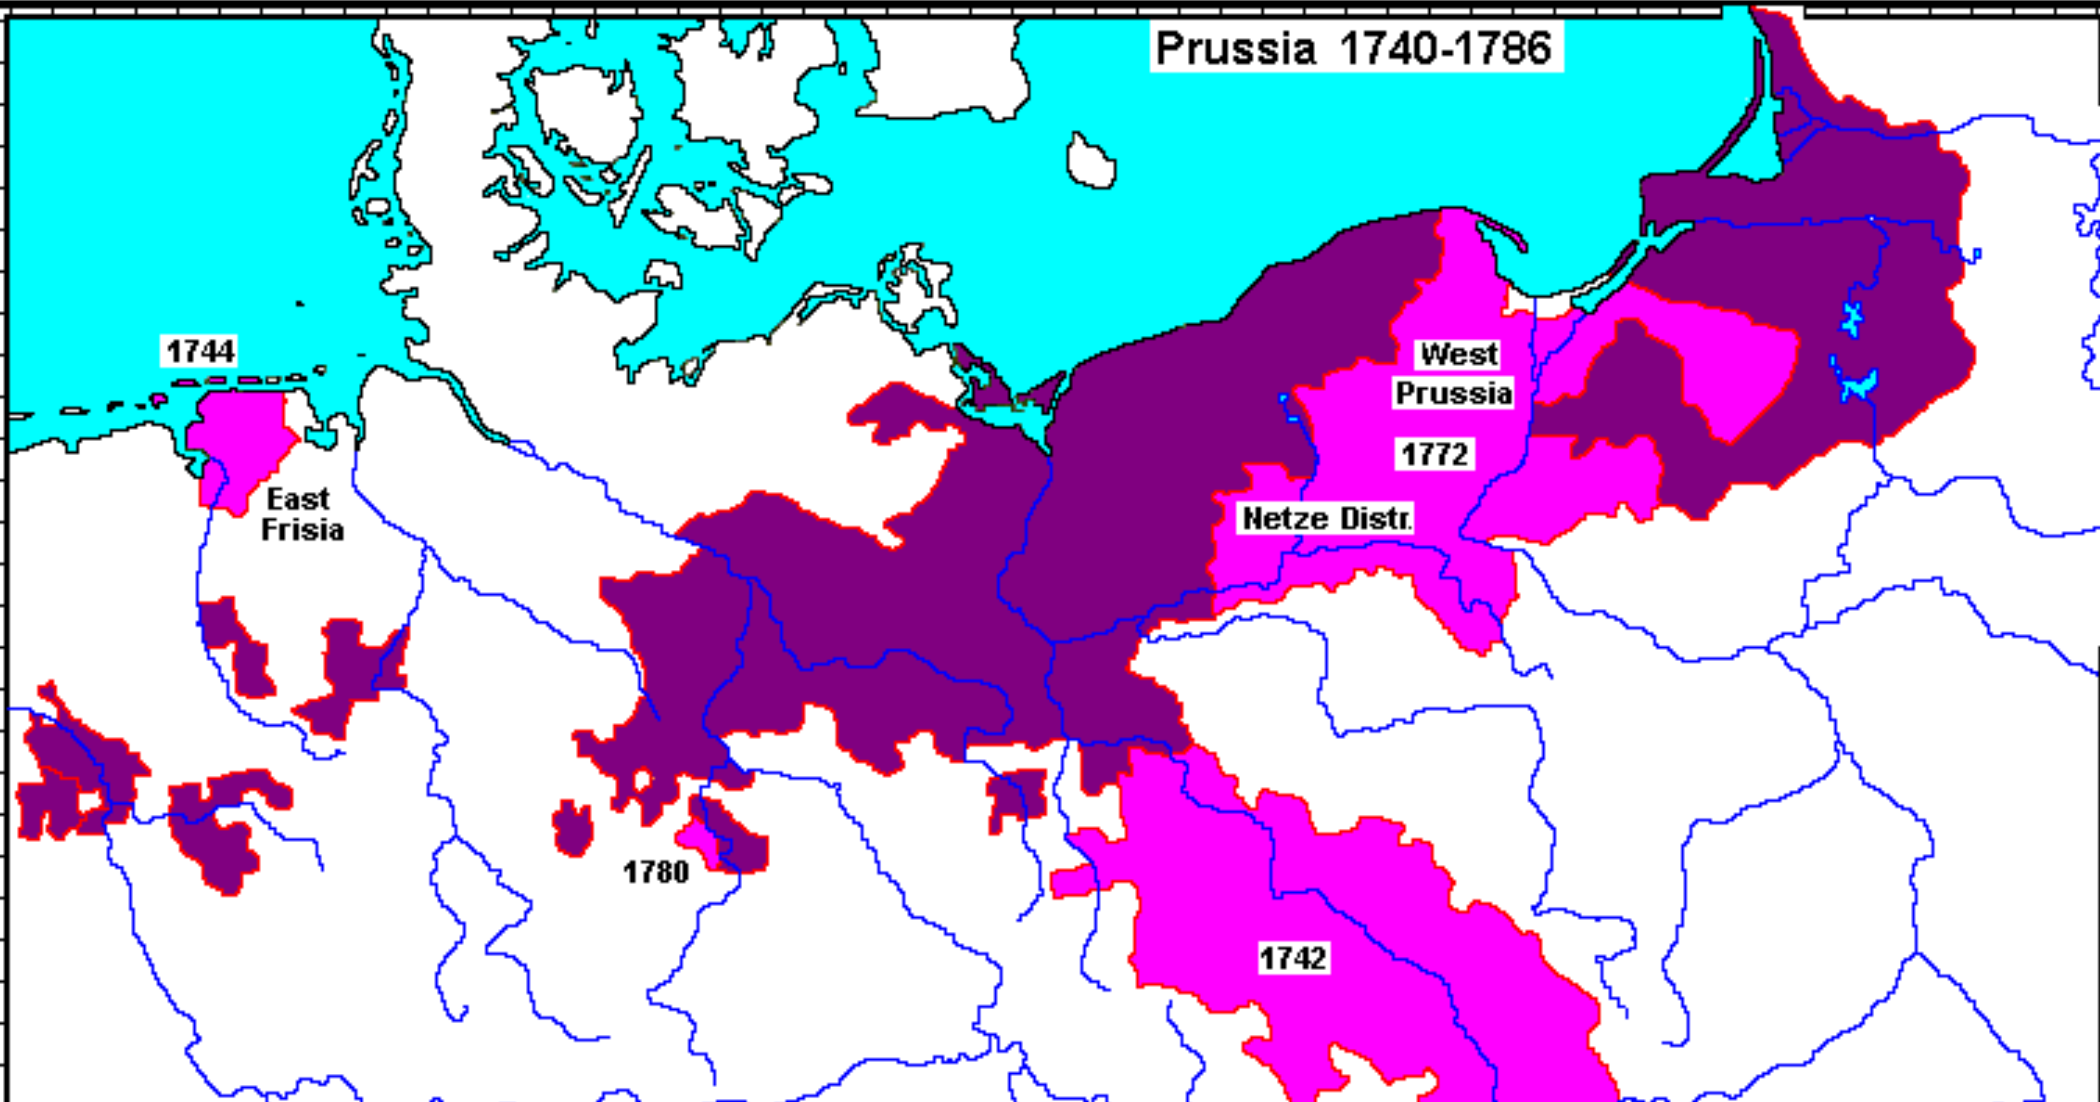 Prussia 1740-1786
1744
East
Frisia
West
Prussia
1772
Netze Distr.
1780
1742